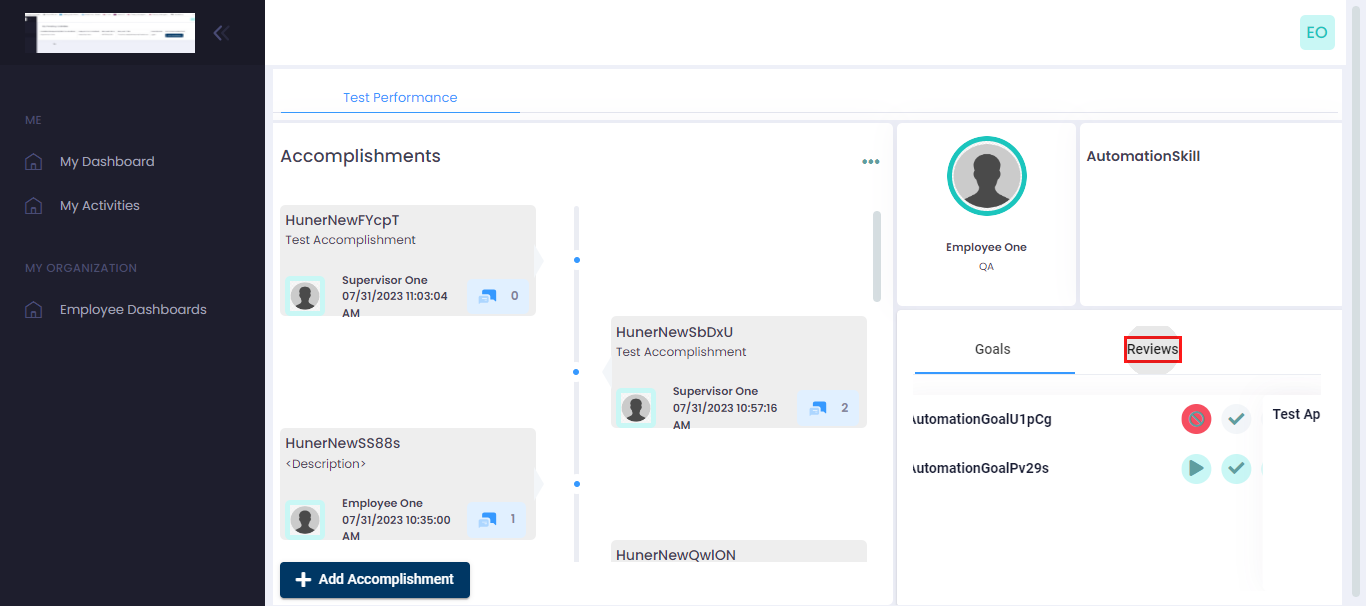 EO
ME
My Dashboard
My Activities
MY ORGANIZATION
Employee Dashboards
Test Performance
Accomplishments
HunerNewFYcpT
Test Accomplishment
Supervisor One
07/31/2023 11:03:04
AM
0
HunerNewSbDxU
Test Accomplishment
Supervisor One
07/31/2023 10:57:16
AM
2
HunerNewSS88s
<Description>
Employee One
07/31/2023 10:35:00
AM
1
HunerNewQwlON
Add Accomplishment
Employee One
QA
AutomationSkill
Goals
Reviews
AutomationGoalU1pCg
AutomationGoalPv29s
Test Ap